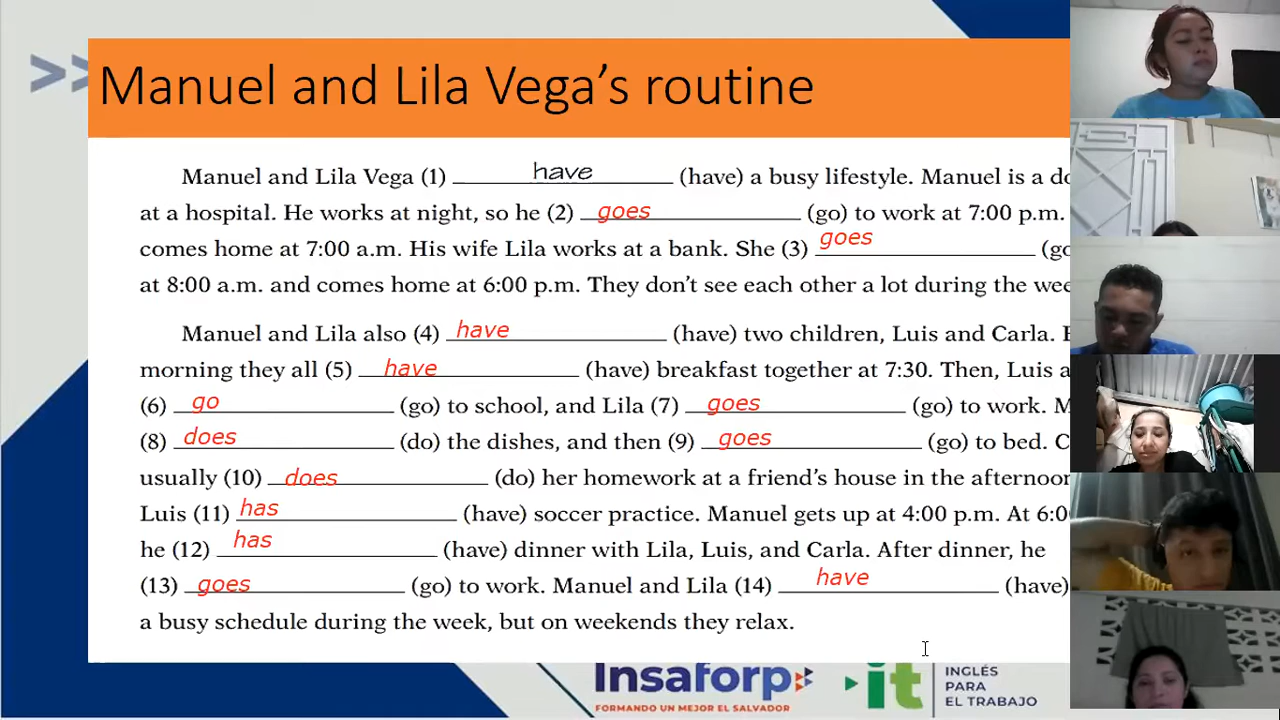 >>
Manuel and Lila Vega’s routine
Manuel and Lila Vega (1) have (have) a busy lifestyle. Manuel is a
at a hospital. He works at night, so he (2) goes (go) to work at 7:00 p.m.
comes home at 7:00 a.m. His wife Lila works at a bank. She (3) goes
at 8:00 a.m. and comes home at 6:00 p.m. They don’t see each other a lot during the
Manuel and Lila also (4) have (have) two children, Luis and Carla.
morning they all (5) have (have) breakfast together at 7:30. Then, Luis
(6) go (go) to school, and Lila (7) goes (go) to work.
(8) does (do) the dishes, and then (9) goes (go) to bed.
usually (10) does (do) her homework at a friend’s house in the afternoon
Luis (11) has (have) soccer practice. Manuel gets up at 4:00 p.m. At
he (12) has (have) dinner with Lila, Luis, and Carla. After dinner, he
(13) goes (go) to work. Manuel and Lila (14) have (have)
a busy schedule during the week, but on weekends they relax.
Insaforp
FORMANDO UN MEJOR EL SALVADOR
it
INGLÉS
PARA
EL TRABAJO